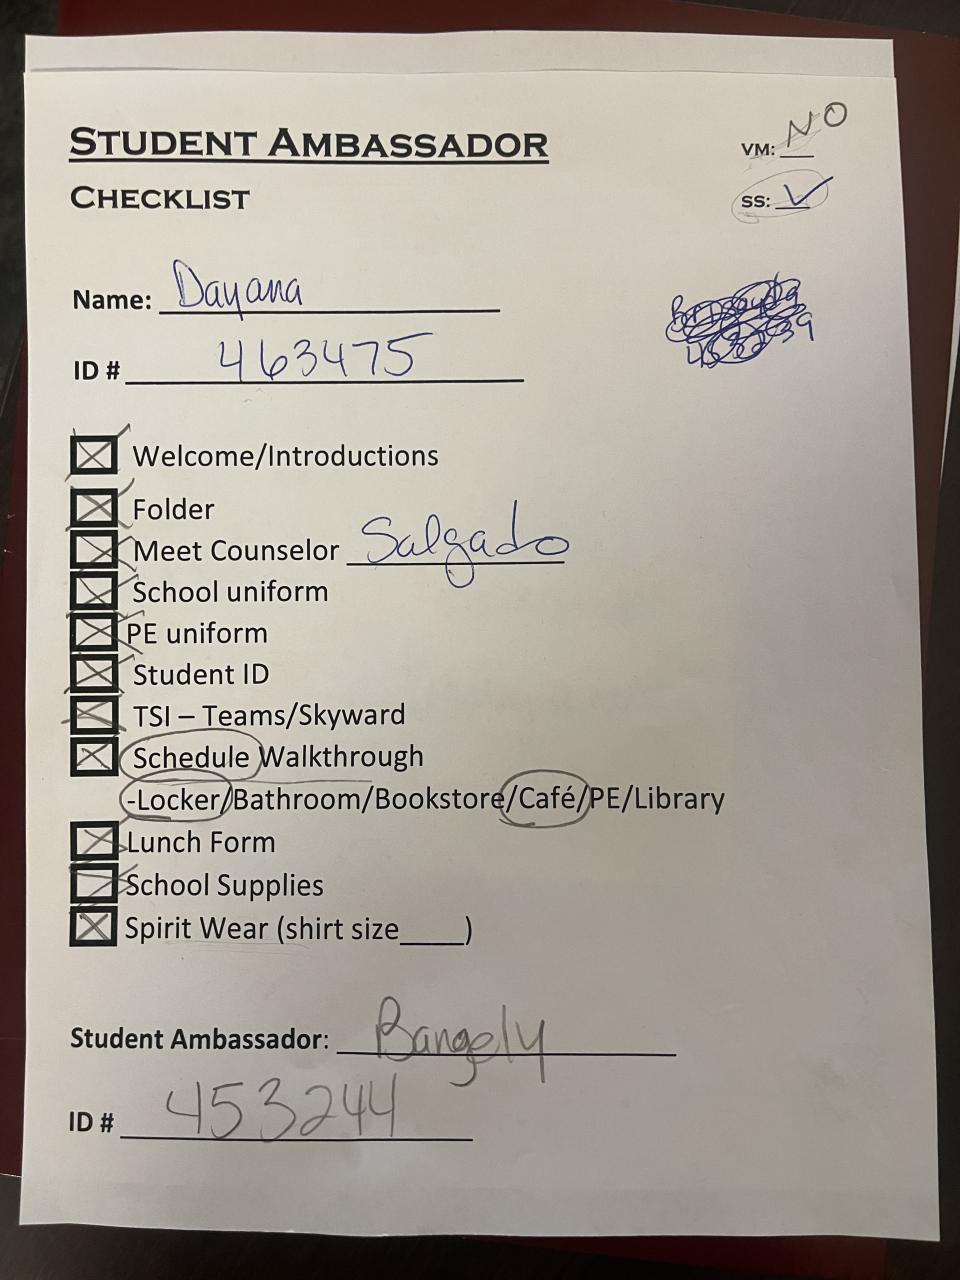 STUDENT AMBASSADOR
VM: NO
CHECKLIST
SS: ✓
Name: Dayana
ID # 463475
☒ Welcome/Introductions
☒ Folder
☒ Meet Counselor Salgado
☒ School uniform
☒ PE uniform
☒ Student ID
☒ TSI – Teams/Skyward
☒ Schedule Walkthrough
-Locker/Bathroom/Bookstore/Café/PE/Library
☒ Lunch Form
☒ School Supplies
☒ Spirit Wear (shirt size____)
Student Ambassador: Bangely
ID # 453244